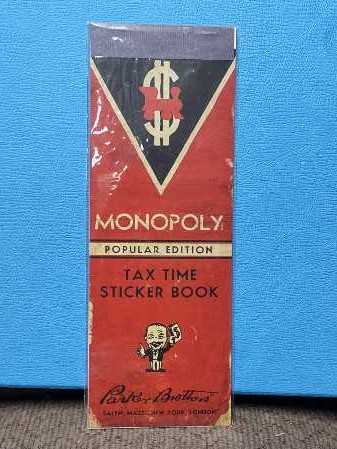 $
MONOPOLY
POPULAR EDITION
TAX TIME
STICKER BOOK
Parker Brothers
SALEM, MASS., NEW YORK, LONDON